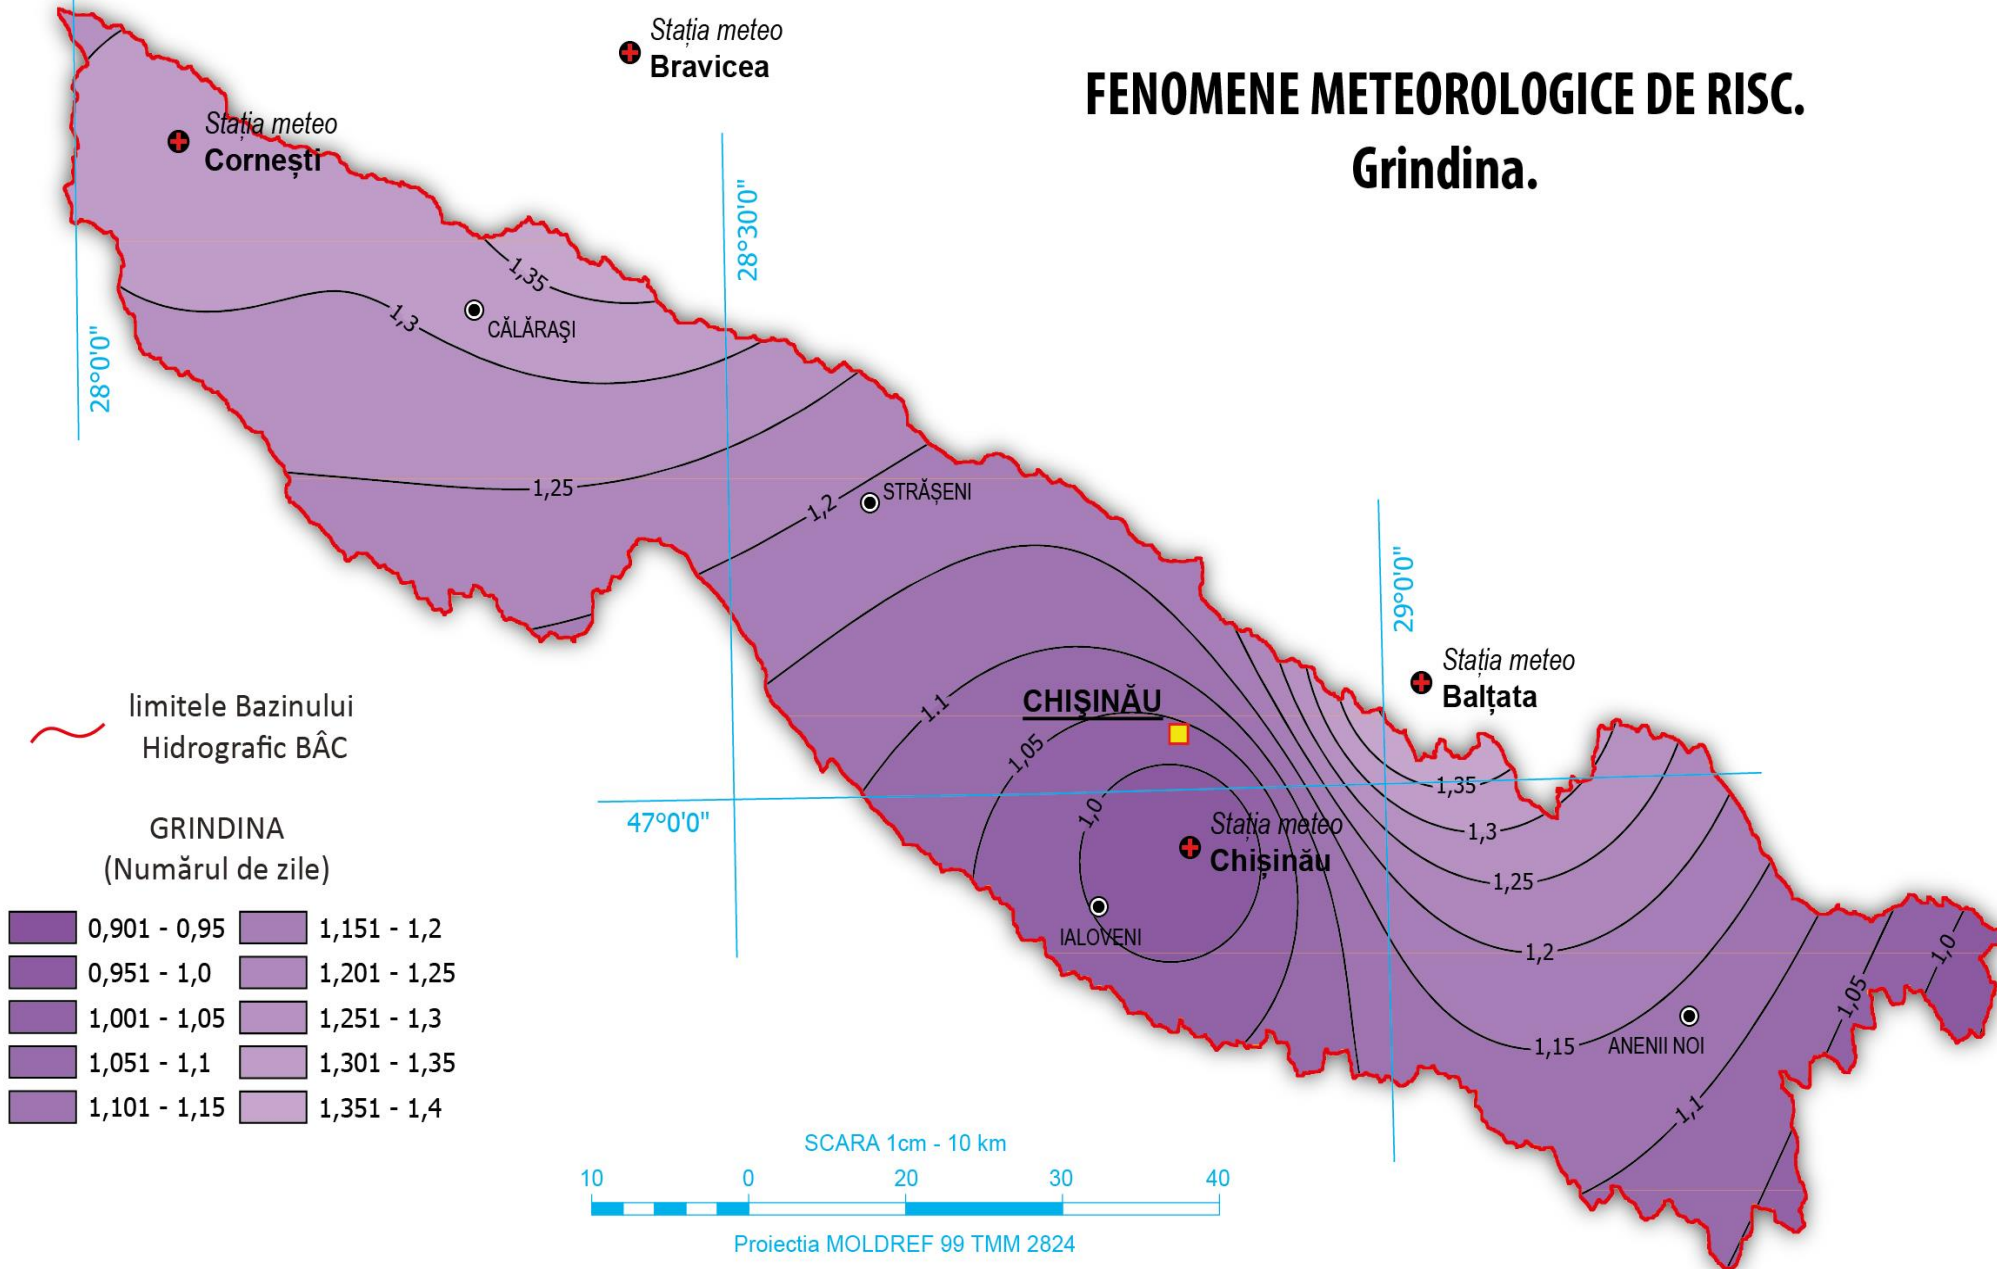 FENOMENE METEOROLOGICE DE RISC.
Grindina.
Stația meteo
Bravicea
Stația meteo
Cornești
28°30'0"
28°0'0"
1,35
1,3
CĂLĂRAŞI
1,25
1,2
STRĂȘENI
29°0'0"
Stația meteo
Balțata
CHIŞINĂU
1.1
1,05
1,0
47°0'0"
Stația meteo
Chișinău
IALOVENI
1,35
1,3
1,25
1,2
1,15
ANENII NOI
1,1
1,05
1,0
limitele Bazinului
Hidrografic BÂC
GRINDINA
(Numărul de zile)
0,901 - 0,95
0,951 - 1,0
1,001 - 1,05
1,051 - 1,1
1,101 - 1,15
1,151 - 1,2
1,201 - 1,25
1,251 - 1,3
1,301 - 1,35
1,351 - 1,4
SCARA 1cm - 10 km
10 0 20 30 40
Proiectia MOLDREF 99 TMM 2824